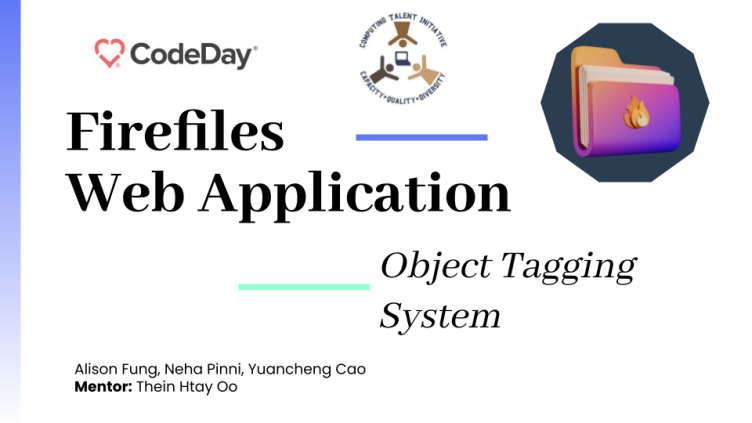 CodeDay®
COMPUTING TALENT INITIATIVE
CAPACITY•QUALITY•DIVERSITY
Firefiles
Web Application
Object Tagging
System
Alison Fung, Neha Pinni, Yuancheng Cao
Mentor: Thein Htay Oo